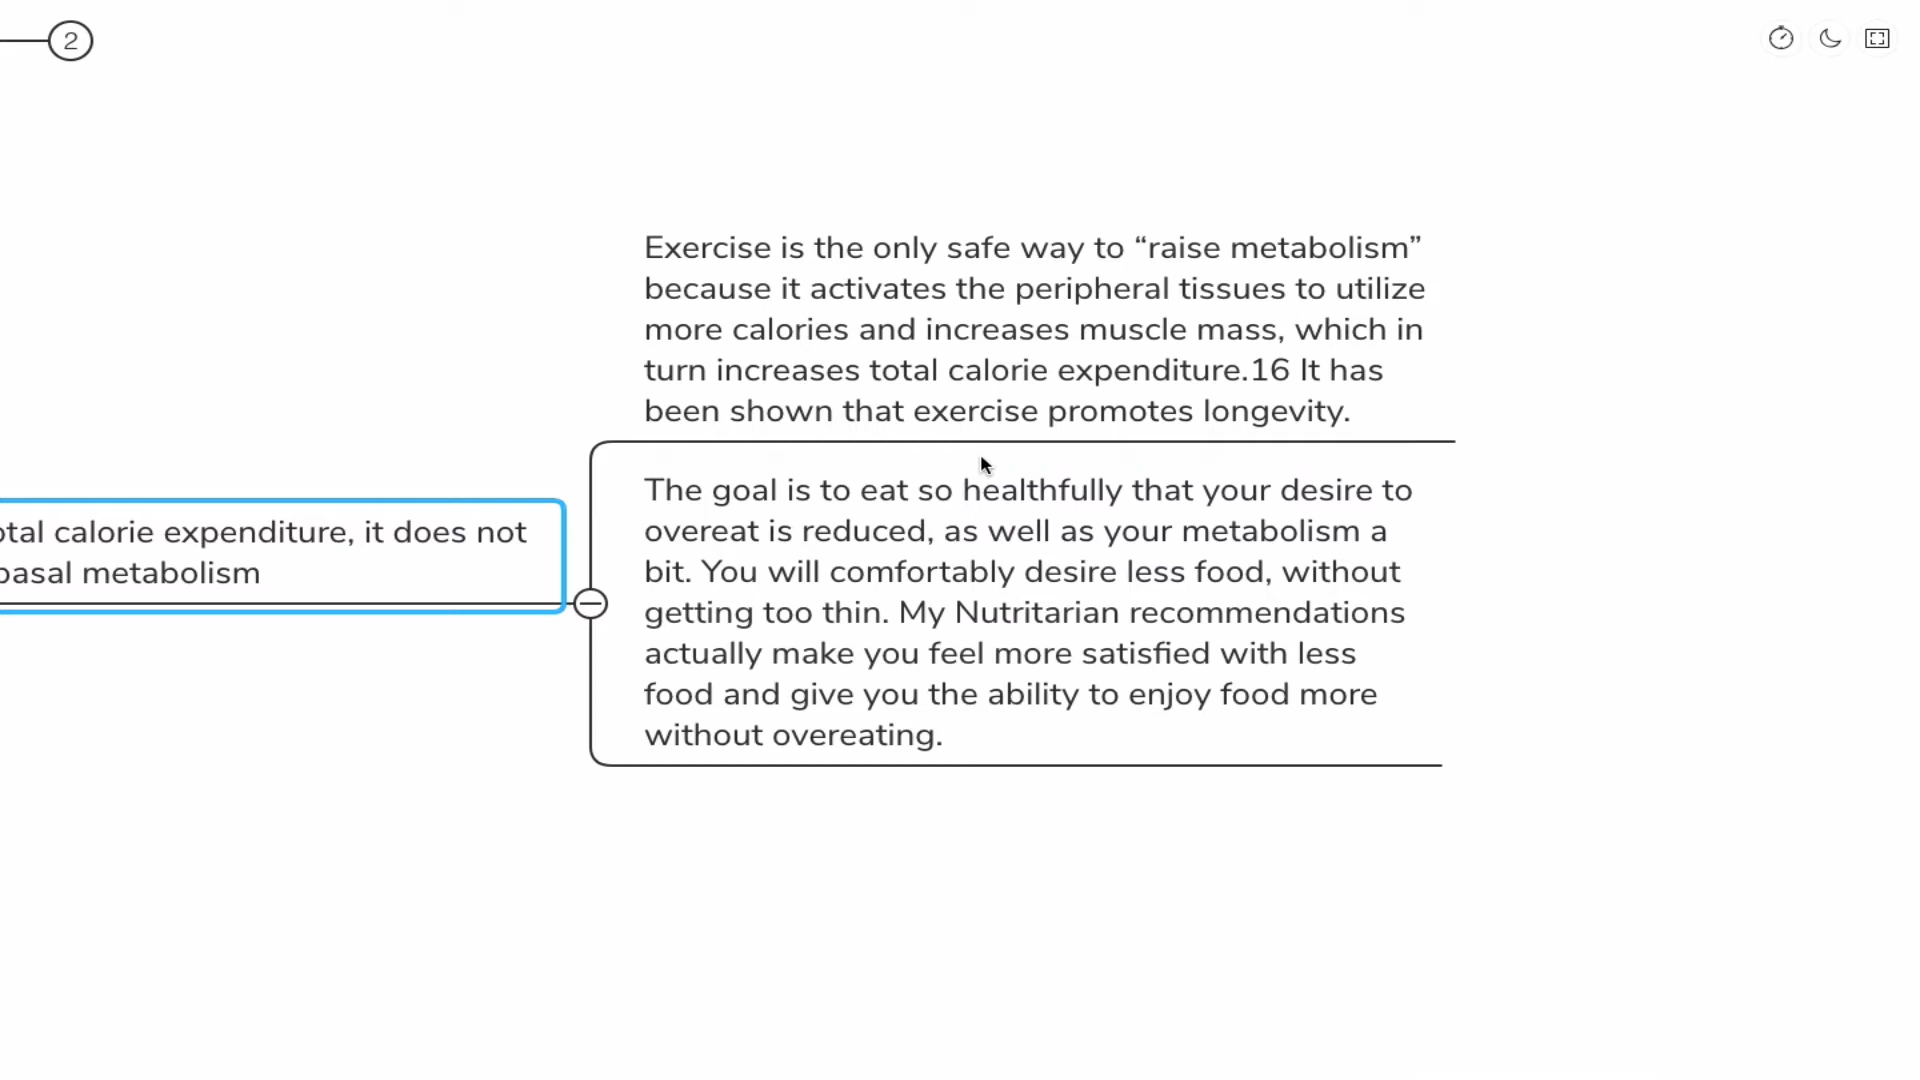 2
Exercise is the only safe way to “raise metabolism”
because it activates the peripheral tissues to utilize
more calories and increases muscle mass, which in
turn increases total calorie expenditure.16 It has
been shown that exercise promotes longevity.
calorie expenditure, it does not
basal metabolism
The goal is to eat so healthfully that your desire to
overeat is reduced, as well as your metabolism a
bit. You will comfortably desire less food, without
getting too thin. My Nutritarian recommendations
actually make you feel more satisfied with less
food and give you the ability to enjoy food more
without overeating.